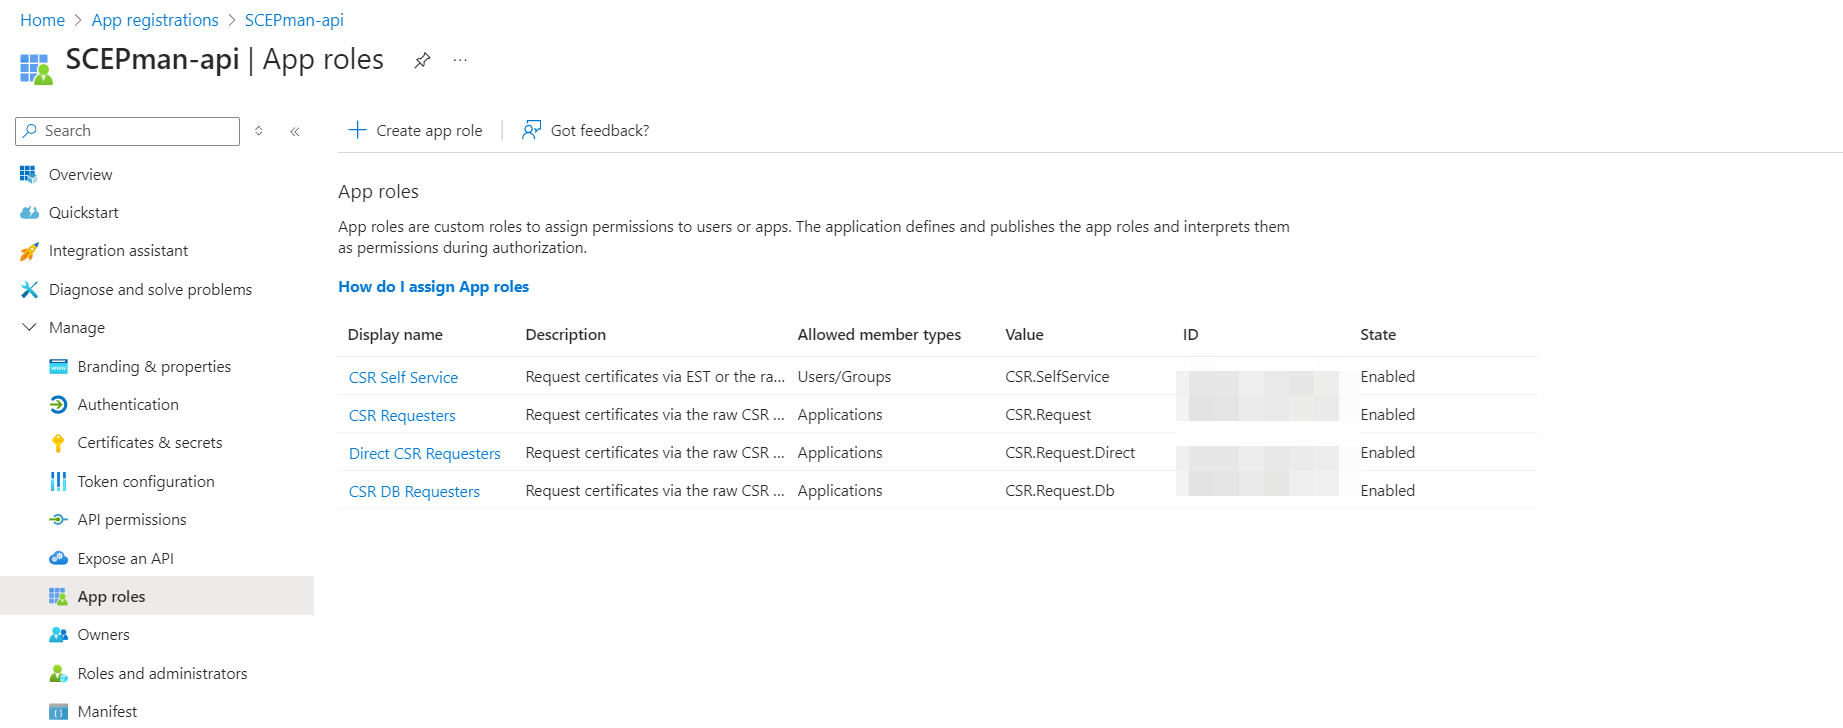 Home > App registrations > SCEPman-api
SCEPman-api | App roles ...
Search
Create app role
Got feedback?
Overview
Quickstart
Integration assistant
Diagnose and solve problems
Manage
Branding & properties
Authentication
Certificates & secrets
Token configuration
API permissions
Expose an API
App roles
Owners
Roles and administrators
Manifest
App roles
App roles are custom roles to assign permissions to users or apps. The application defines and publishes the app roles and interprets them
as permissions during authorization.
How do I assign App roles
Display name Description Allowed member types Value ID State
CSR Self Service Request certificates via EST or the ra... Users/Groups CSR.SelfService Enabled
CSR Requesters Request certificates via the raw CSR ... Applications CSR.Request Enabled
Direct CSR Requesters Request certificates via the raw CSR ... Applications CSR.Request.Direct Enabled
CSR DB Requesters Request certificates via the raw CSR ... Applications CSR.Request.Db Enabled